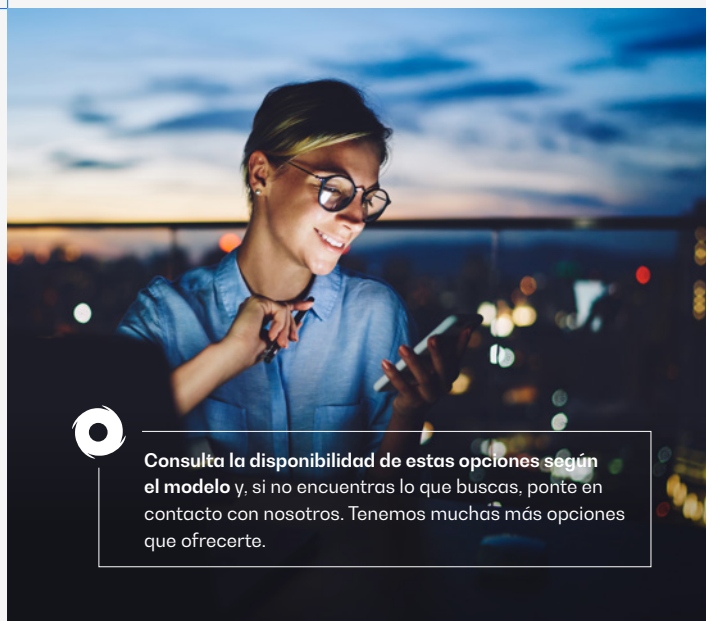 Consulta la disponibilidad de estas opciones según
el modelo y, si no encuentras lo que buscas, ponte en
contacto con nosotros. Tenemos muchas más opciones
que ofrecerte.